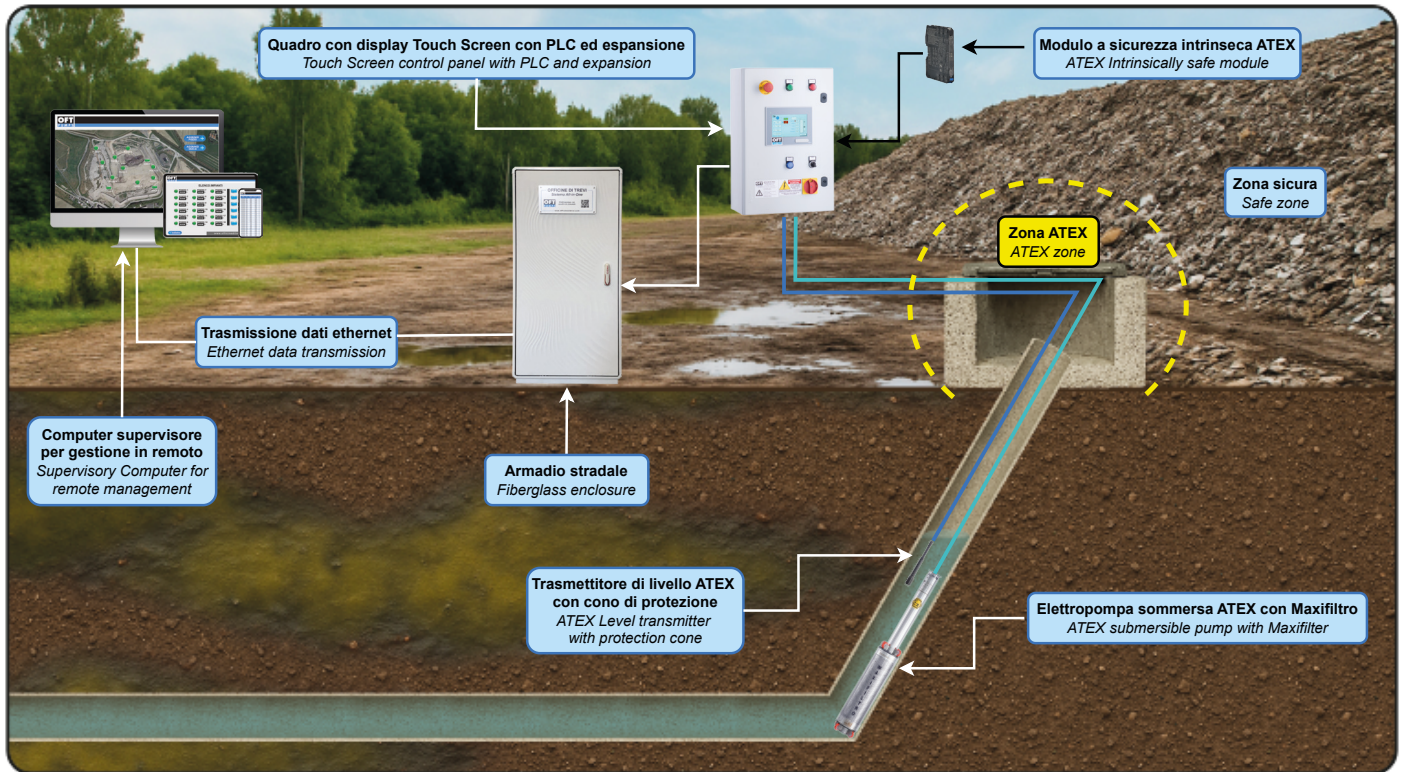 Quadro con display Touch Screen con PLC ed espansione
Touch Screen control panel with PLC and expansion
Modulo a sicurezza intrinseca ATEX
ATEX Intrinsically safe module
OFT
OFFICINE DI TREVI
OFT
Zona sicura
Safe zone
Zona ATEX
ATEX zone
Trasmissione dati ethernet
Ethernet data transmission
Computer supervisore
per gestione in remoto
Supervisory Computer for
remote management
Armadio stradale
Fiberglass enclosure
Trasmettitore di livello ATEX
con cono di protezione
ATEX Level transmitter
with protection cone
Elettropompa sommersa ATEX con Maxifiltro
ATEX submersible pump with Maxifilter